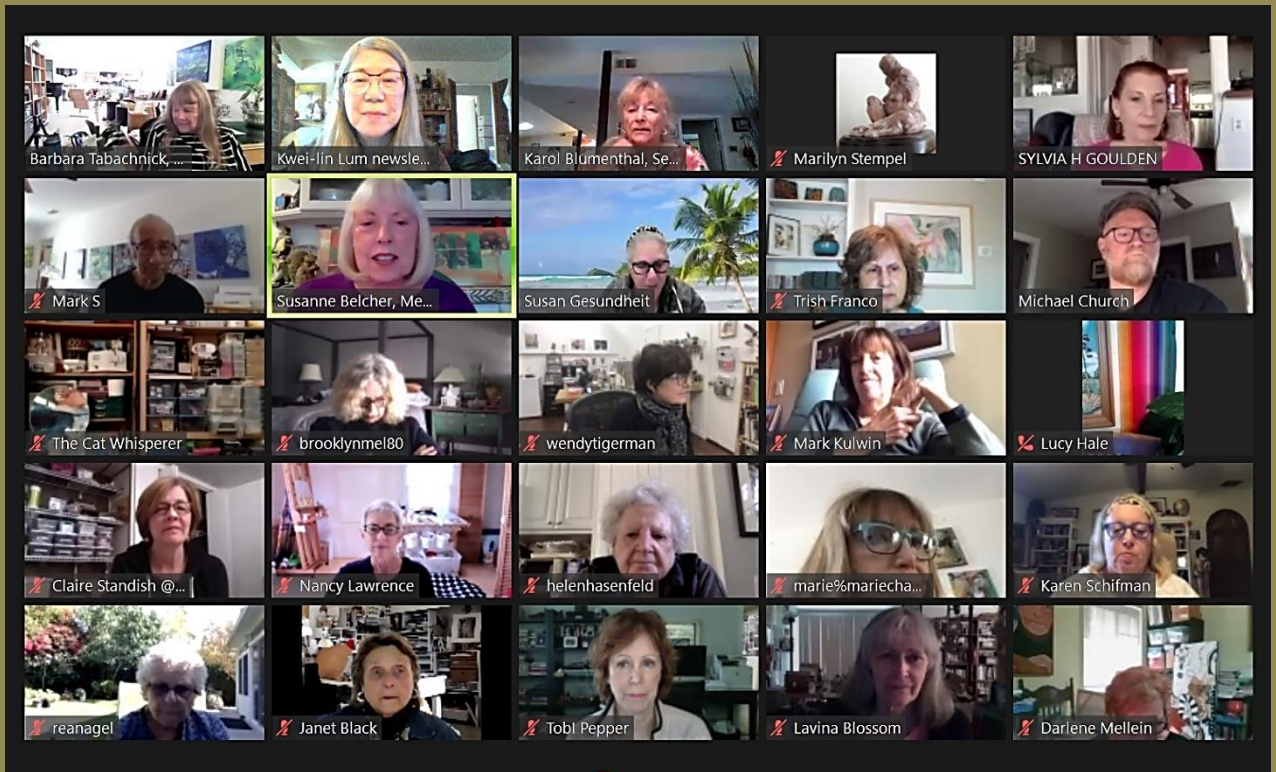 Barbara Tabachnick, ...
Kwei-lin Lum newsle...
Karol Blumenthal, Se...
Marilyn Stempel
SYLVIA H GOULDEN
Mark S
Susanne Belcher, Me...
Susan Gesundheit
Trish Franco
Michael Church
The Cat Whisperer
brooklynmel80
wendytigerman
Mark Kulwin
Lucy Hale
Claire Standish @...
Nancy Lawrence
helenhasenfeld
marie%mariecha...
Karen Schifman
reanagel
Janet Black
Tobl Pepper
Lavina Blossom
Darlene Mellein